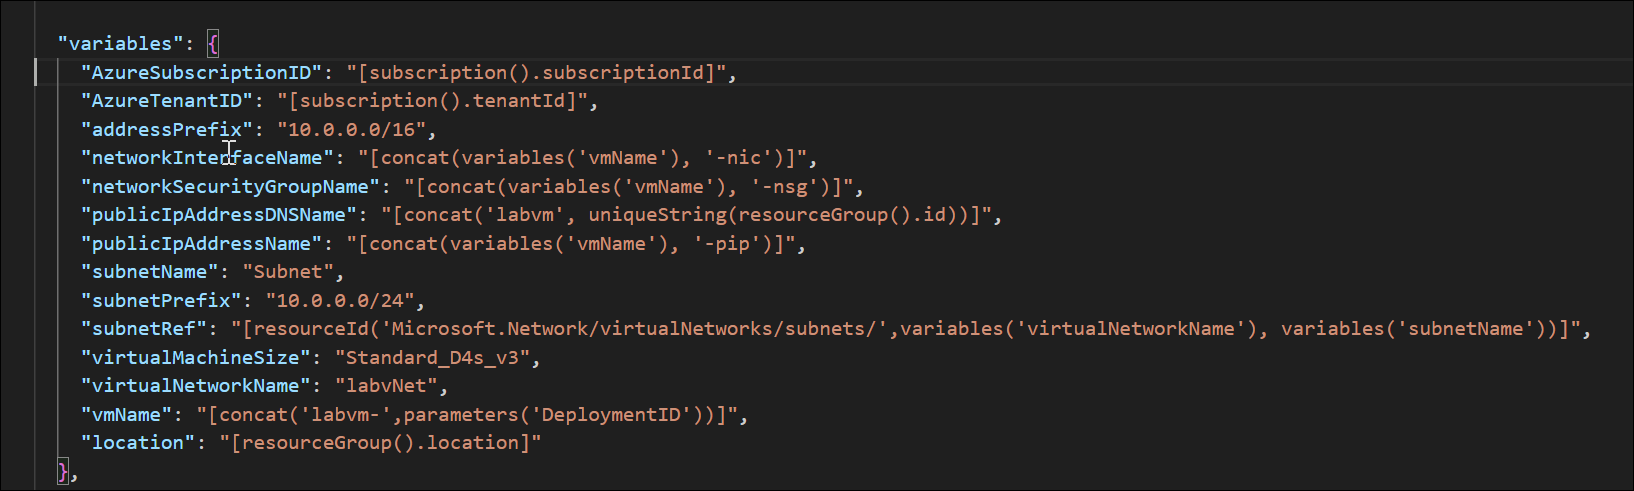 "variables": {
"AzureSubscriptionID": "[subscription().subscriptionId]",
"AzureTenantID": "[subscription().tenantId]",
"addressPrefix": "10.0.0.0/16",
"networkInterfaceName": "[concat(variables('vmName'), '-nic')]",
"networkSecurityGroupName": "[concat(variables('vmName'), '-nsg')]",
"publicIpAddressDNSName": "[concat('labvm', uniqueString(resourceGroup().id))]",
"publicIpAddressName": "[concat(variables('vmName'), '-pip')]",
"subnetName": "Subnet",
"subnetPrefix": "10.0.0.0/24",
"subnetRef": "[resourceId('Microsoft.Network/virtualNetworks/subnets/',variables('virtualNetworkName'), variables('subnetName'))]",
"virtualMachineSize": "Standard_D4s_v3",
"virtualNetworkName": "labvNet",
"vmName": "[concat('labvm-',parameters('DeploymentID'))]",
"location": "[resourceGroup().location]"
},